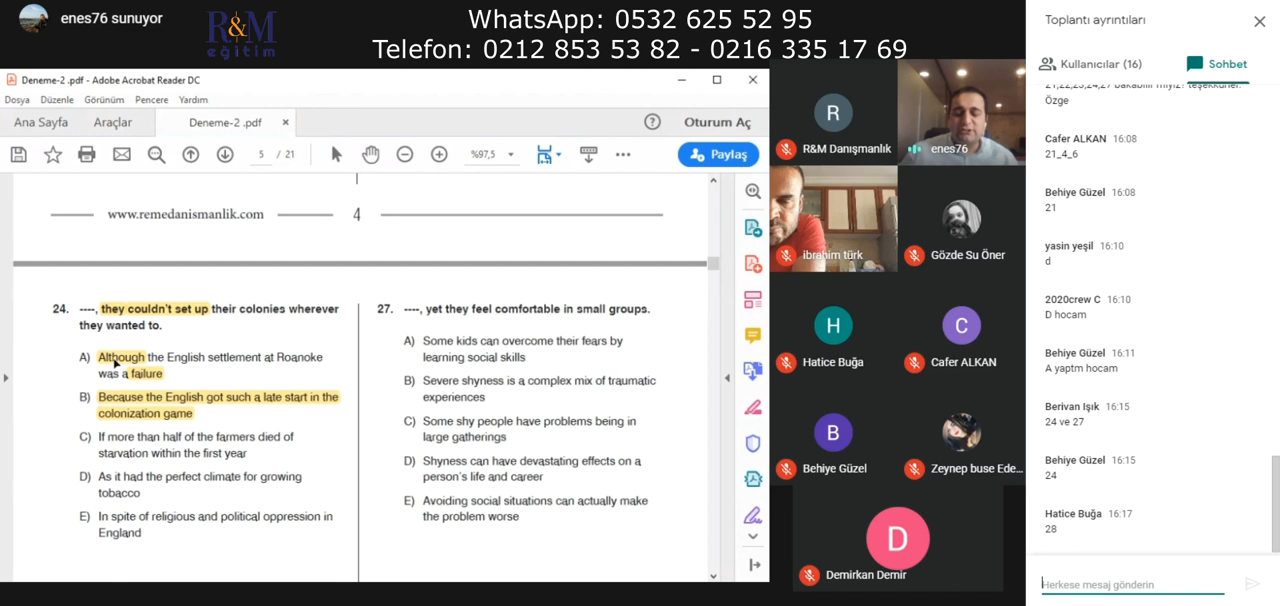 enes76 sunuyor
R&M
eğitim
WhatsApp: 0532 625 52 95
Telefon: 0212 853 53 82 - 0216 335 17 69
Deneme-2 .pdf - Adobe Acrobat Reader DC
Dosya Düzenle Görünüm Pencere Yardım
Ana Sayfa Araçlar Deneme-2 .pdf × Oturum Aç
5 / 21 %97,5 Paylaş
www.remedanismanlik.com 4
24. ----, they couldn't set up their colonies wherever
they wanted to.
A) Although the English settlement at Roanoke
was a failure
B) Because the English got such a late start in the
colonization game
C) If more than half of the farmers died of
starvation within the first year
D) As it had the perfect climate for growing
tobacco
E) In spite of religious and political oppression in
England
27. ----, yet they feel comfortable in small groups.
A) Some kids can overcome their fears by
learning social skills
B) Severe shyness is a complex mix of traumatic
experiences
C) Some shy people have problems being in
large gatherings
D) Shyness can have devastating effects on a
person's life and career
E) Avoiding social situations can actually make
the problem worse
R
R&M Danışmanlık
enes76
ibrahim türk
Gözde Su Öner
H
Hatice Buğa
C
Cafer ALKAN
B
Behiye Güzel
Zeynep buse Ede...
D
Demirkan Demir
Toplantı ayrıntıları
Kullanıcılar (16) Sohbet
21,22,23,24,27 bakabilir miyiz? teşekkürler.
Özge
Cafer ALKAN 16:08
21_4_6
Behiye Güzel 16:08
21
yasin yeşil 16:10
d
2020crew C 16:10
D hocam
Behiye Güzel 16:11
A yaptm hocam
Berivan Işık 16:15
24 ve 27
Behiye Güzel 16:15
24
Hatice Buğa 16:17
28
Herkese mesaj gönderin